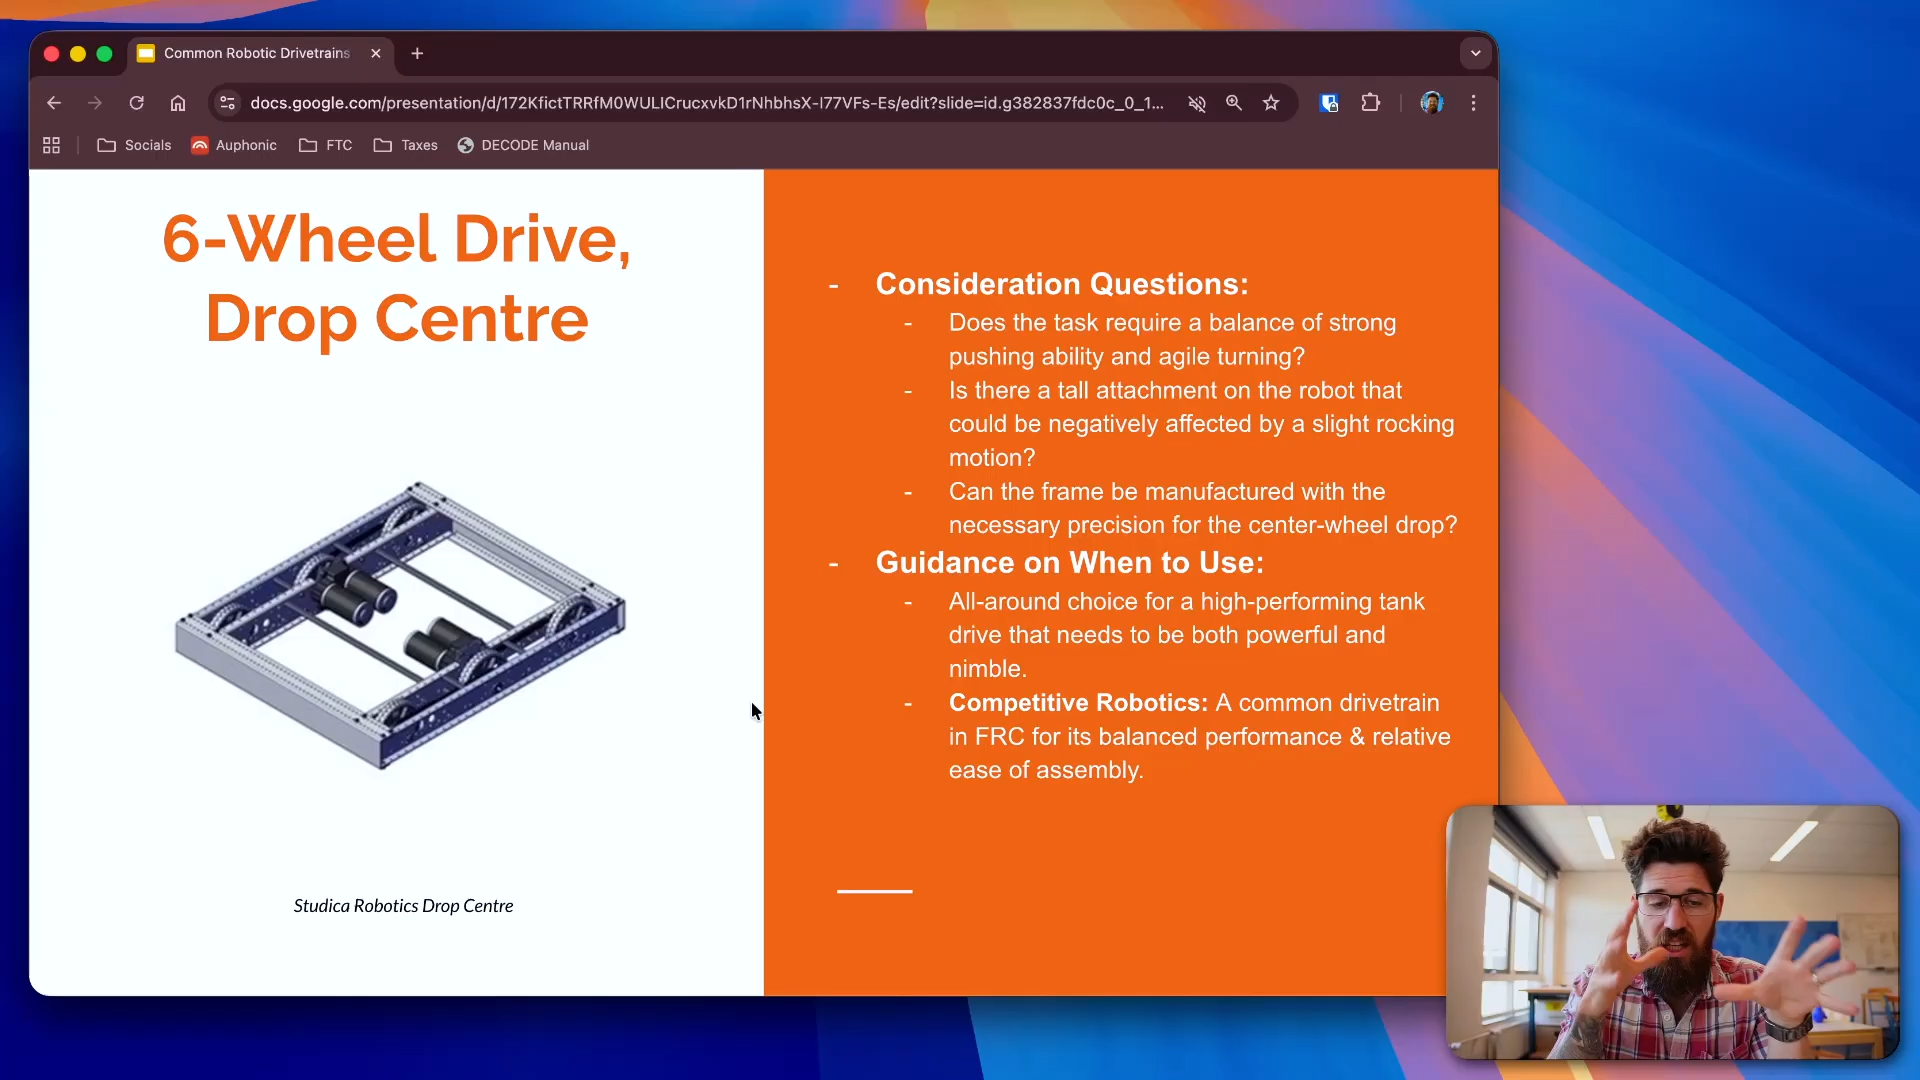 Common Robotic Drivetrains
docs.google.com/presentation/d/172KfictTRRfM0WULICrucxvkD1rNhbhsX-I77VFs-Es/edit?slide=id.g382837fdc0c_0_1...
Socials
Auphonic
FTC
Taxes
DECODE Manual
6-Wheel Drive,
Drop Centre
Studica Robotics Drop Centre
- Consideration Questions:
- Does the task require a balance of strong
pushing ability and agile turning?
- Is there a tall attachment on the robot that
could be negatively affected by a slight rocking
motion?
- Can the frame be manufactured with the
necessary precision for the center-wheel drop?
- Guidance on When to Use:
- All-around choice for a high-performing tank
drive that needs to be both powerful and
nimble.
- Competitive Robotics: A common drivetrain
in FRC for its balanced performance & relative
ease of assembly.